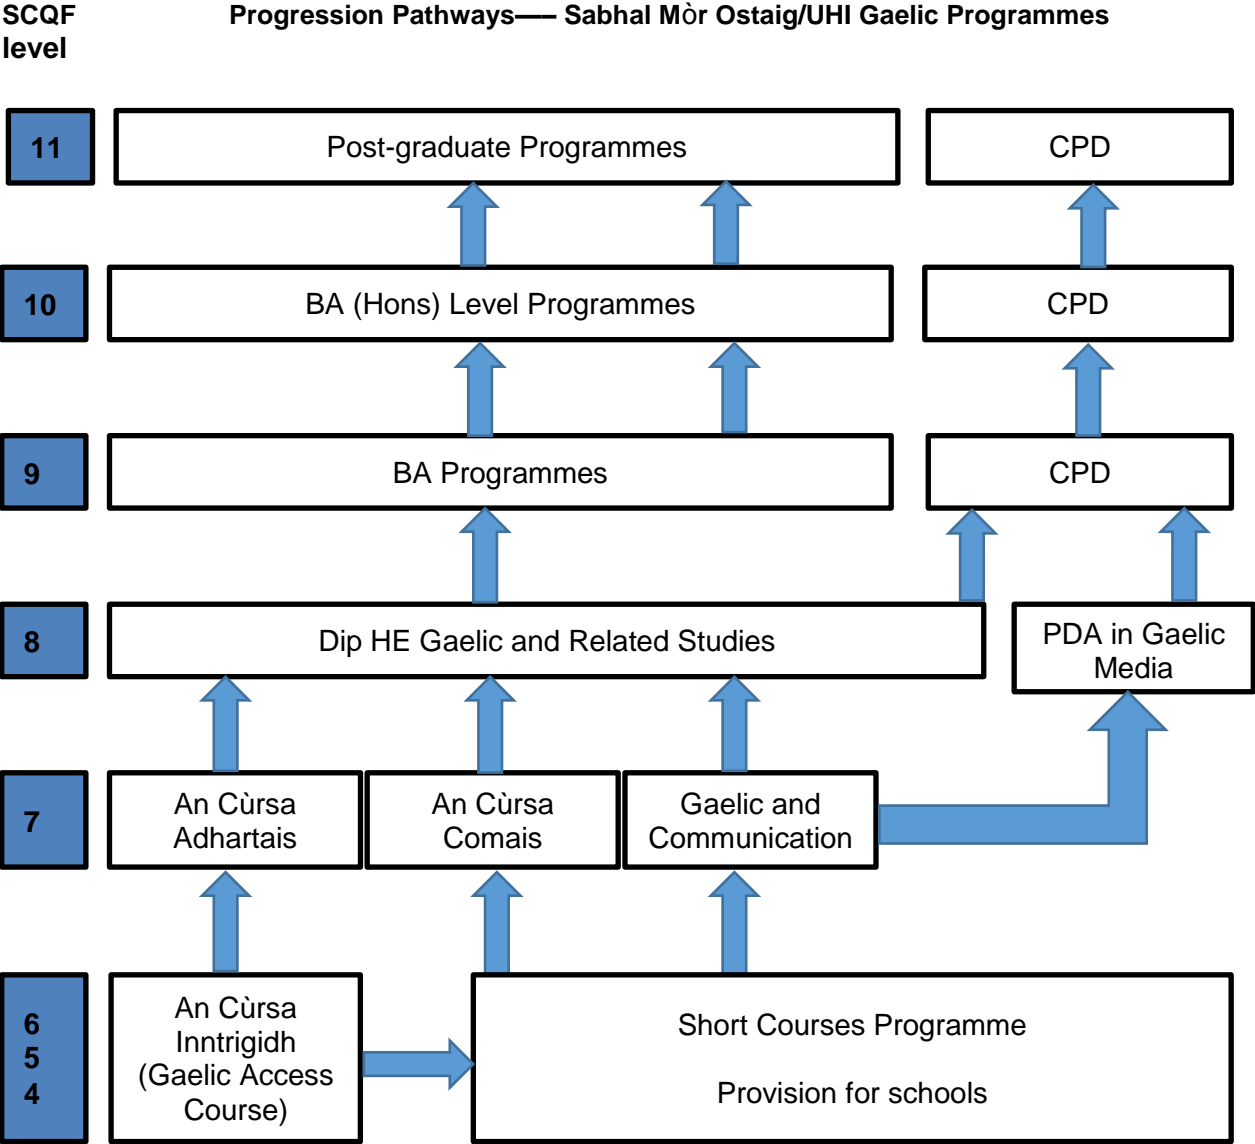 SCQF
level
Progression Pathways—– Sabhal Mòr Ostaig/UHI Gaelic Programmes
11
Post-graduate Programmes
CPD
10
BA (Hons) Level Programmes
CPD
9
BA Programmes
CPD
8
Dip HE Gaelic and Related Studies
PDA in Gaelic
Media
7
An Cùrsa
Adhartais
An Cùrsa
Comais
Gaelic and
Communication
6
5
4
An Cùrsa
Inntrigidh
(Gaelic Access
Course)
Short Courses Programme
Provision for schools